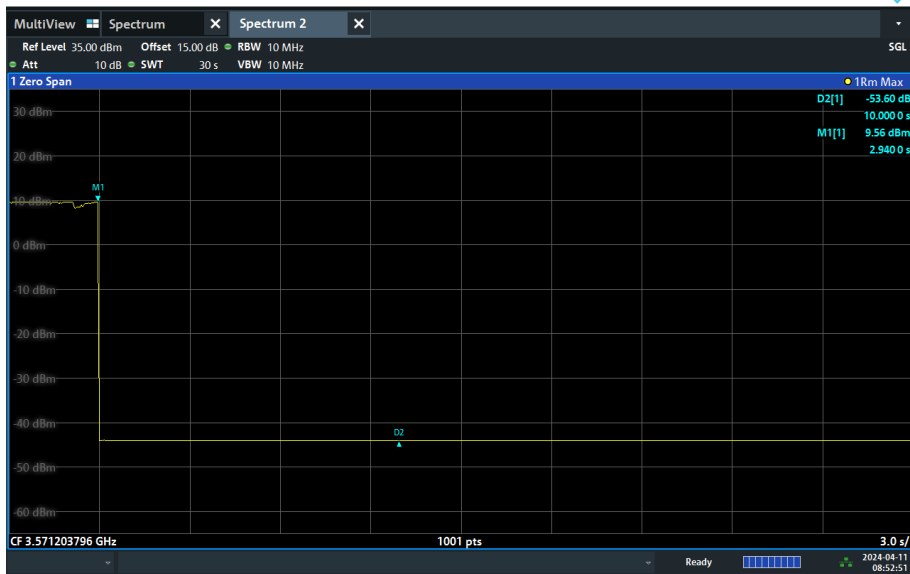 MultiView Spectrum X Spectrum 2 X
Ref Level 35.00 dBm Offset 15.00 dB RBW 10 MHz SGL
Att 10 dB SWT 30 s VBW 10 MHz
1 Zero Span 1Rm Max
D2[1] -53.60 dB
10.000 0 s
M1[1] 9.56 dBm
2.940 0 s
30 dBm
20 dBm
M1
10 dBm
0 dBm
-10 dBm
-20 dBm
-30 dBm
-40 dBm
D2
-50 dBm
-60 dBm
CF 3.571203796 GHz 1001 pts 3.0 s/
Ready 2024-04-11
08:52:51